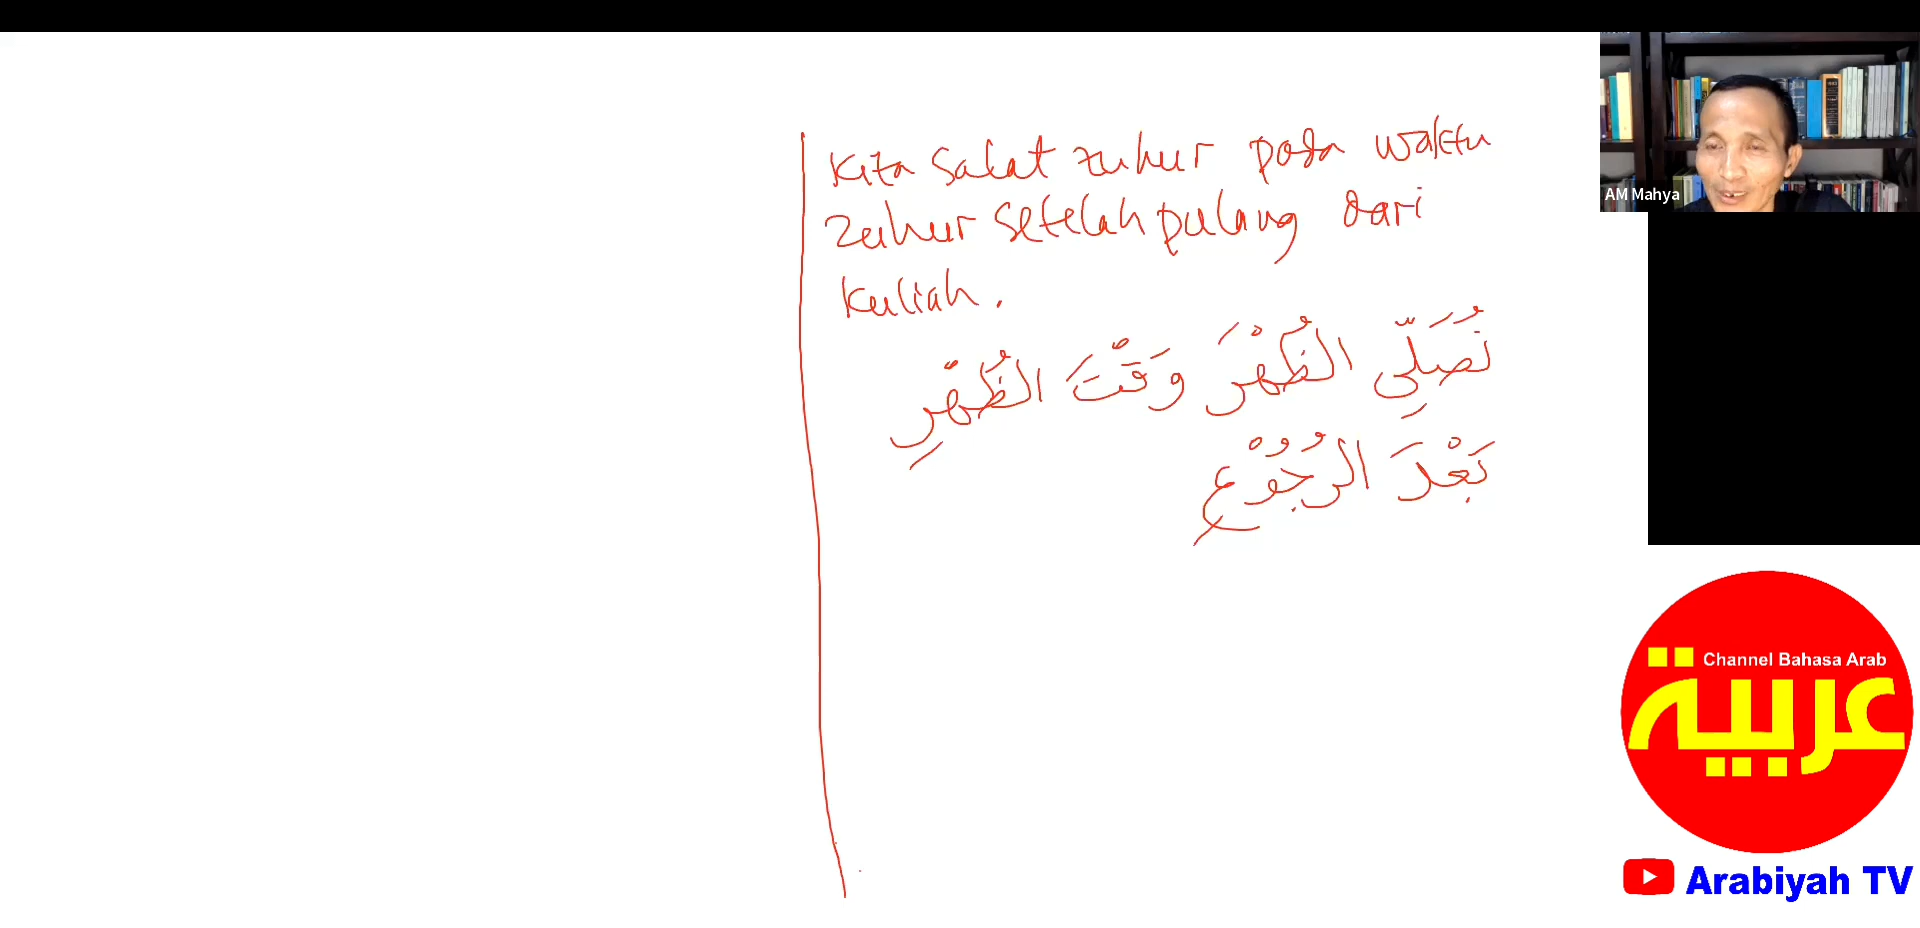 Kita salat zuhur pada waktu
zuhur setelah pulang dari
kuliah.
نُصَلِّي الظُّهْرَ وَقْتَ الظُّهْرِ
بَعْدَ الرُّجُوْعِ
AM Mahya
Channel Bahasa Arab
عربية
Arabiyah TV